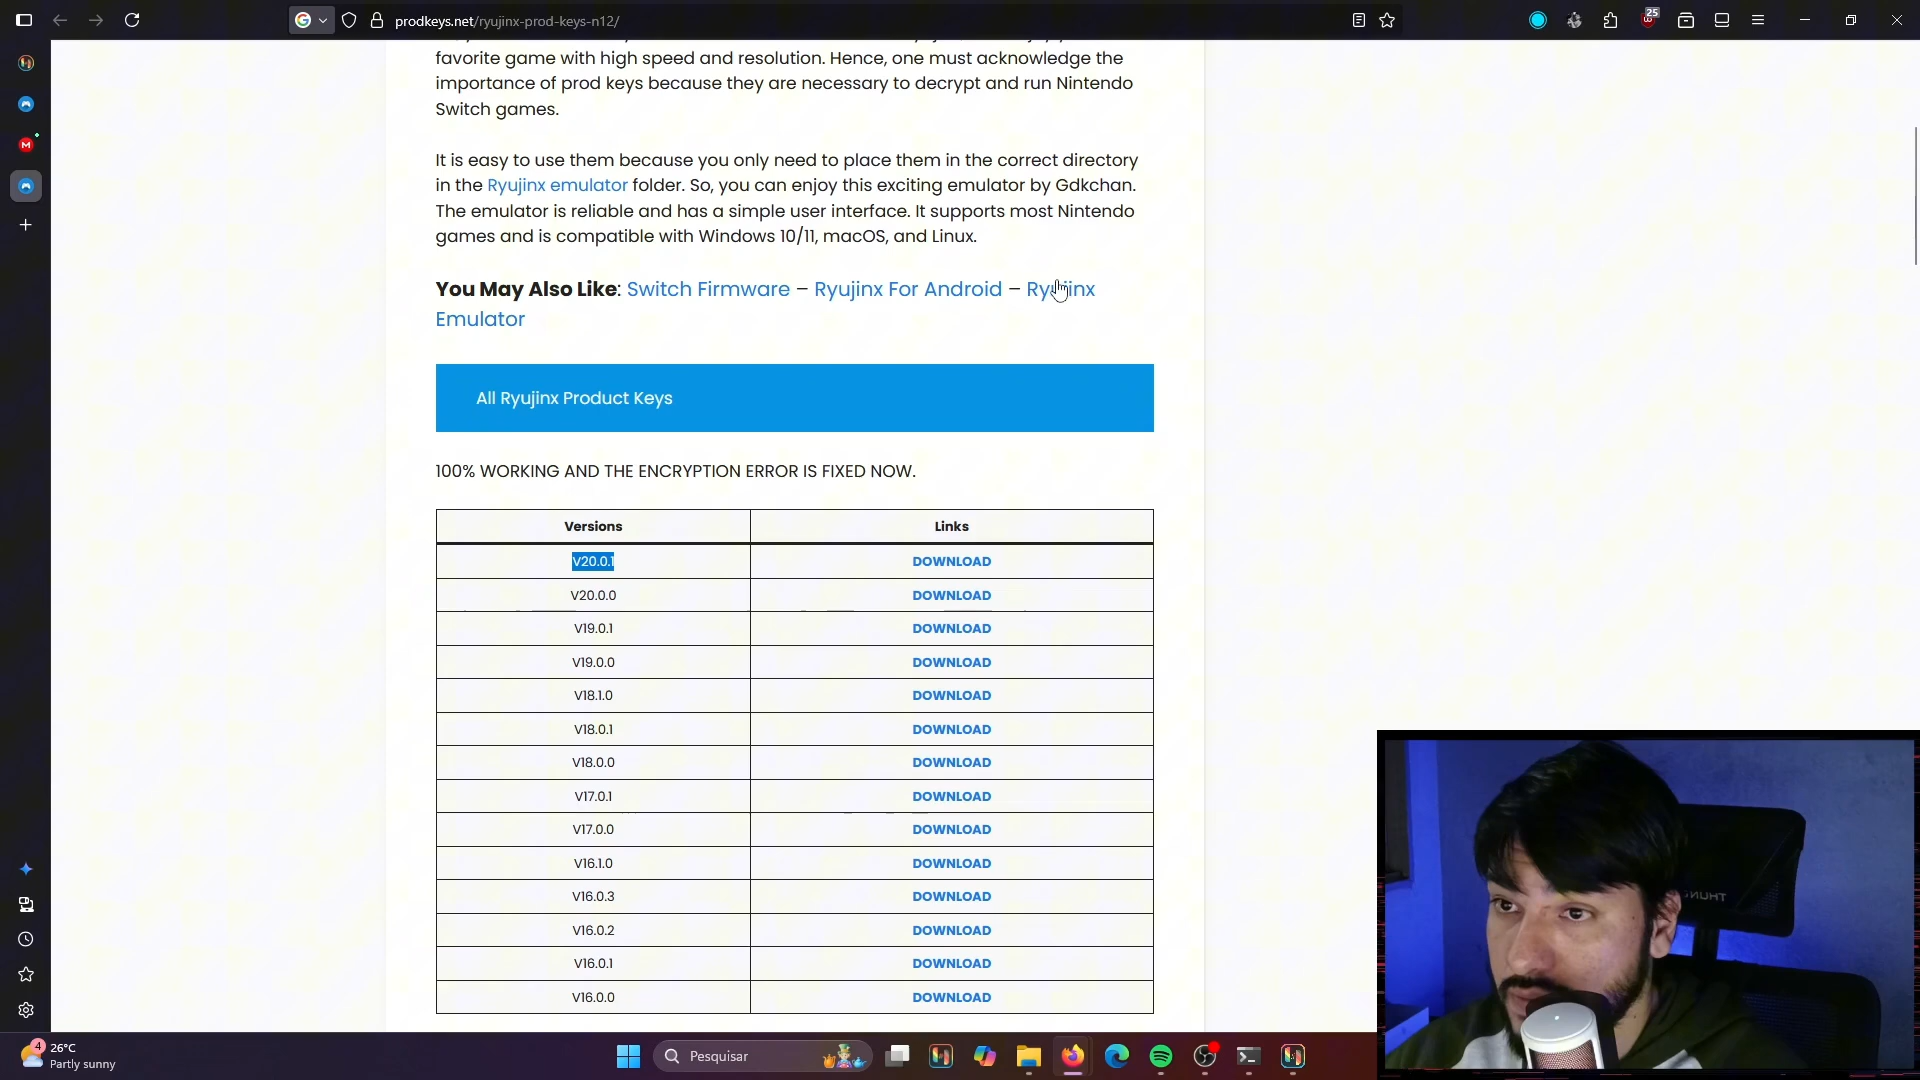 prodkeys.net/ryujinx-prod-keys-n12/
25
favorite game with high speed and resolution. Hence, one must acknowledge the
importance of prod keys because they are necessary to decrypt and run Nintendo
Switch games.
It is easy to use them because you only need to place them in the correct directory
in the Ryujinx emulator folder. So, you can enjoy this exciting emulator by Gdkchan.
The emulator is reliable and has a simple user interface. It supports most Nintendo
games and is compatible with Windows 10/11, macOS, and Linux.
You May Also Like: Switch Firmware – Ryujinx For Android – Ryujinx
Emulator
All Ryujinx Product Keys
100% WORKING AND THE ENCRYPTION ERROR IS FIXED NOW.
Versions Links
V20.0.1 DOWNLOAD
V20.0.0 DOWNLOAD
V19.0.1 DOWNLOAD
V19.0.0 DOWNLOAD
V18.1.0 DOWNLOAD
V18.0.1 DOWNLOAD
V18.0.0 DOWNLOAD
V17.0.1 DOWNLOAD
V17.0.0 DOWNLOAD
V16.1.0 DOWNLOAD
V16.0.3 DOWNLOAD
V16.0.2 DOWNLOAD
V16.0.1 DOWNLOAD
V16.0.0 DOWNLOAD
4
26°C
Partly sunny
Pesquisar